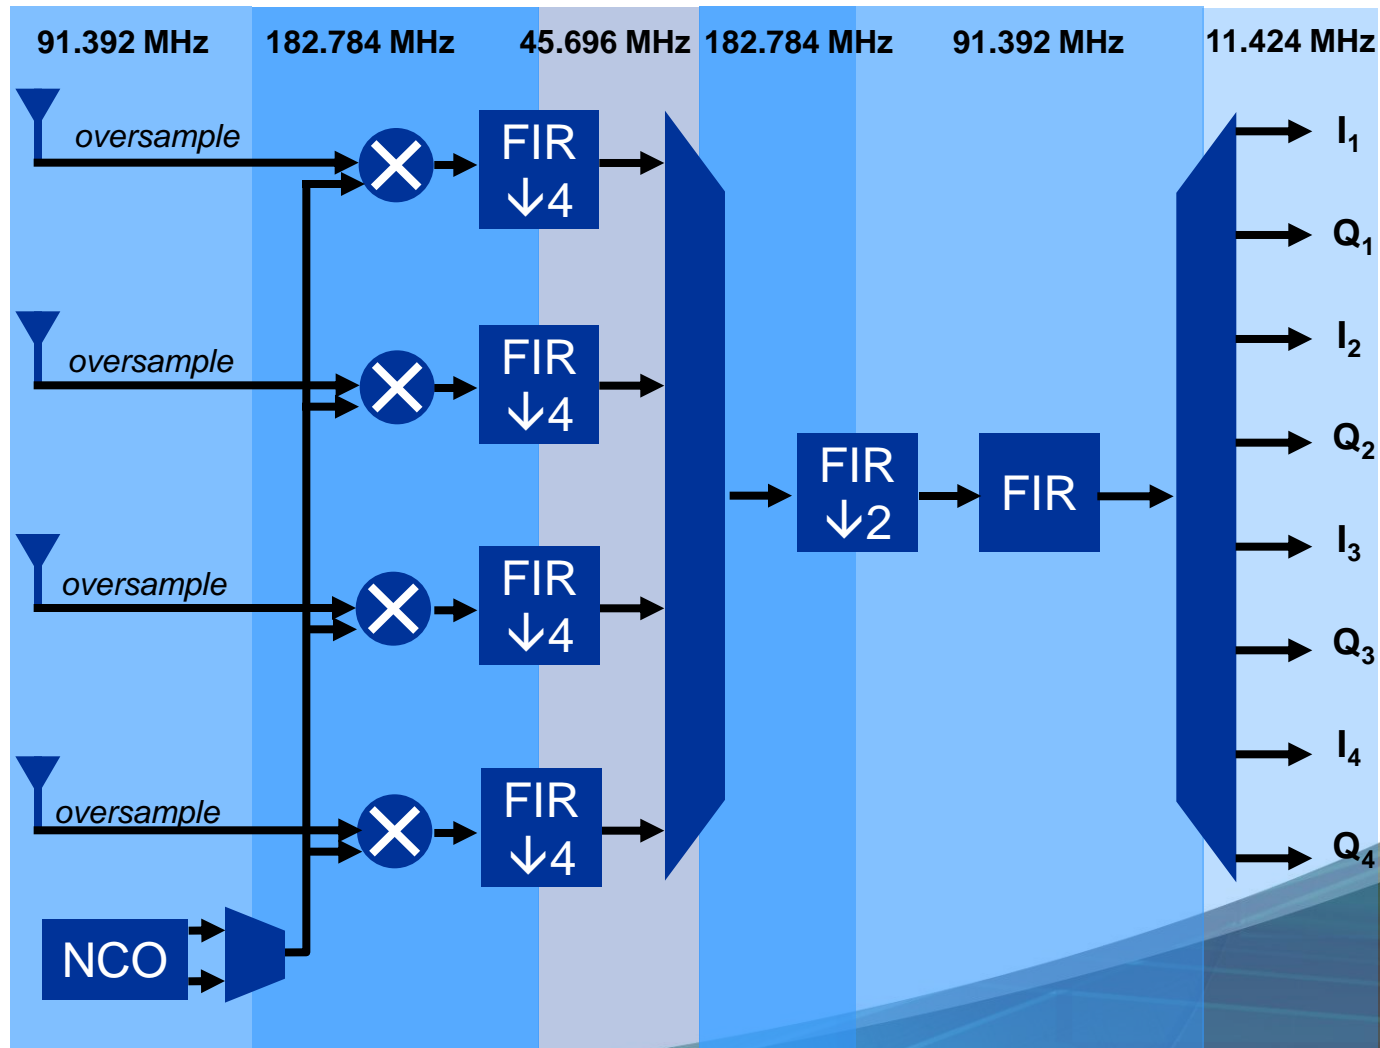 91.392 MHz 182.784 MHz 45.696 MHz 182.784 MHz 91.392 MHz 11.424 MHz
oversample
FIR
↓4
I₁
Q₁
oversample
FIR
↓4
I₂
Q₂
FIR
↓2
FIR
oversample
FIR
↓4
I₃
Q₃
oversample
FIR
↓4
I₄
Q₄
NCO